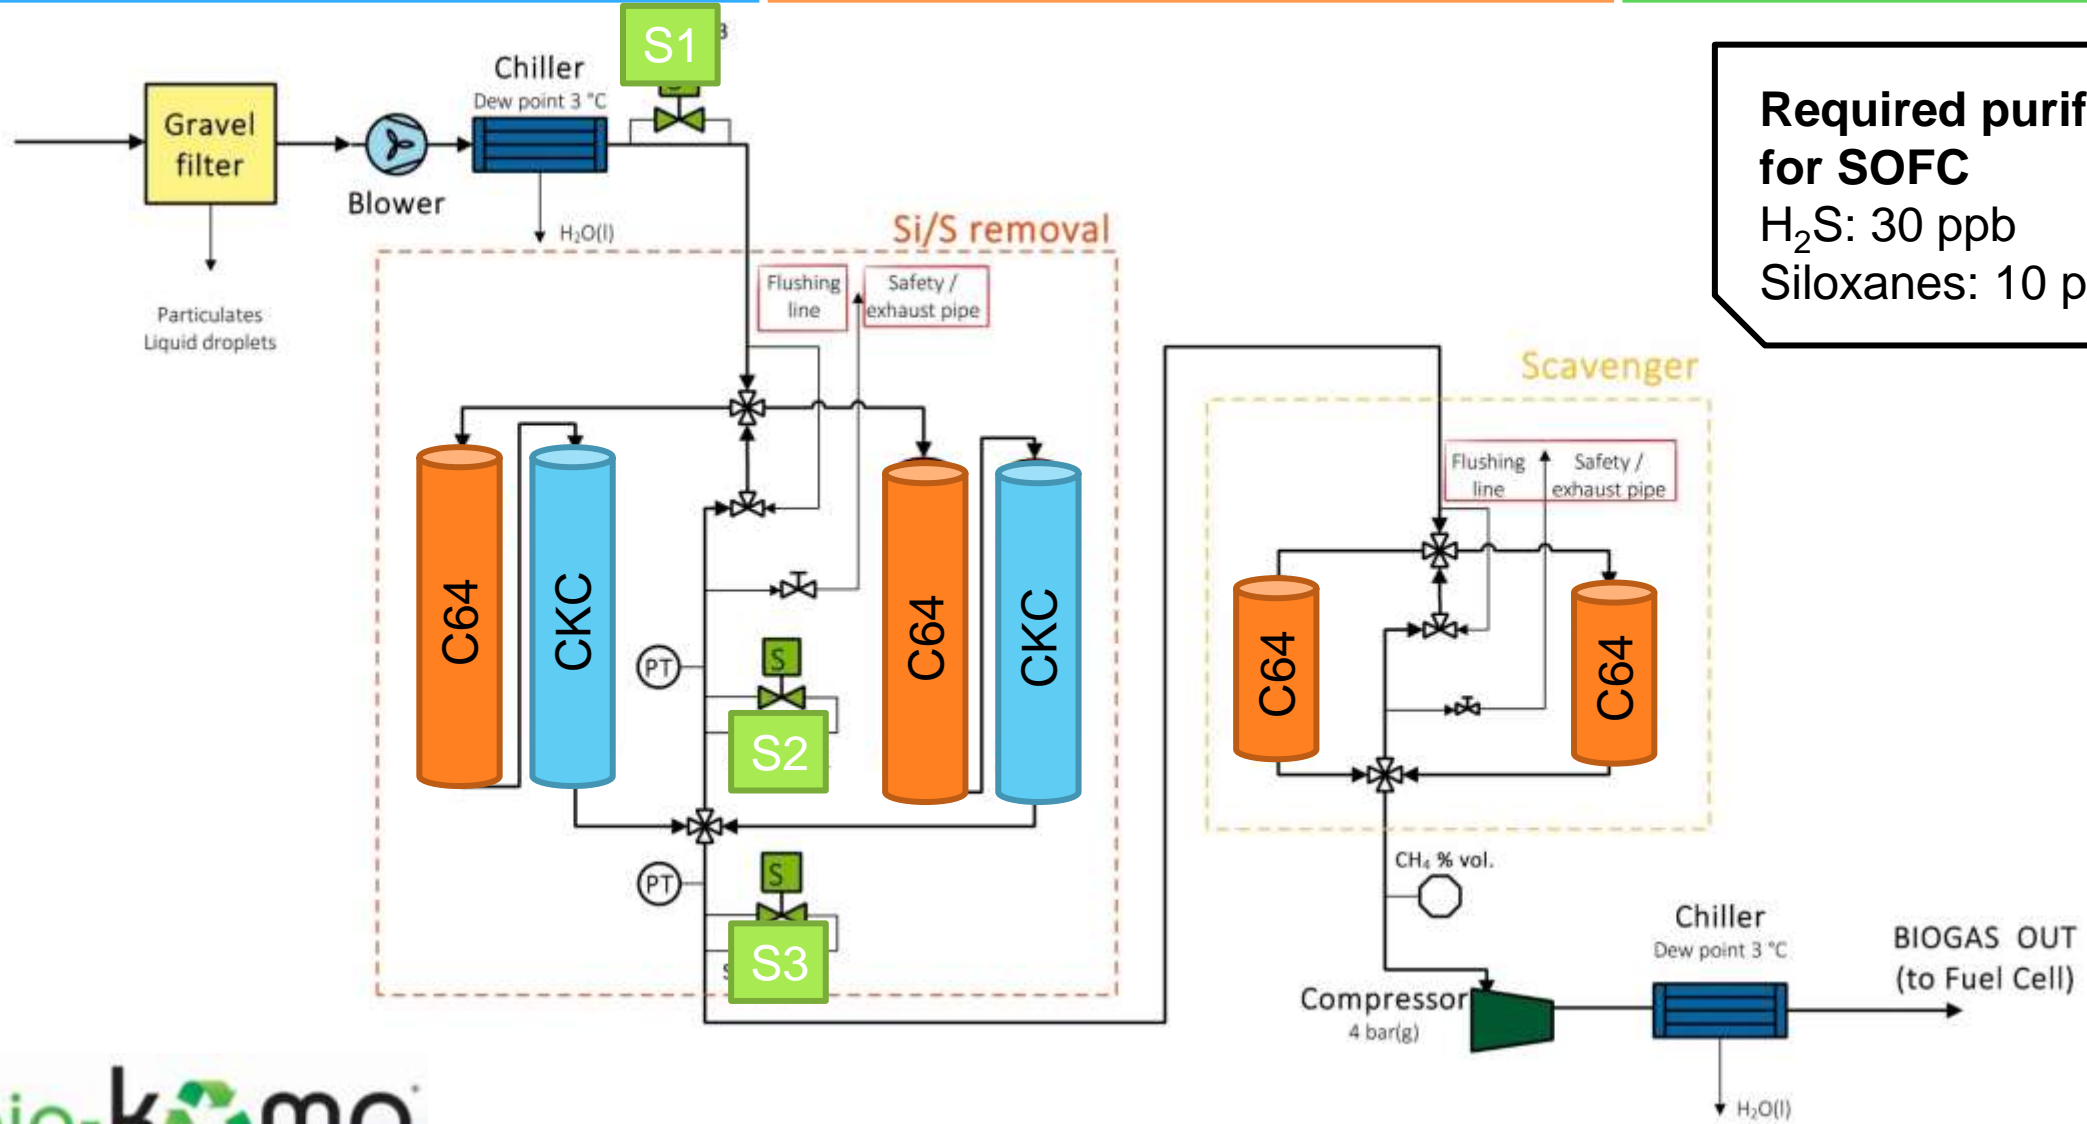 S1
Chiller
Dew point 3 °C
Gravel
filter
Blower
H₂O(l)
Particulates
Liquid droplets
Required purif
for SOFC
H₂S: 30 ppb
Siloxanes: 10 p
Si/S removal
Flushing
line
Safety /
exhaust pipe
C64
CKC
C64
CKC
PT
S
S2
PT
S
S3
Scavenger
Flushing
line
Safety /
exhaust pipe
C64
C64
CH₄ % vol.
Compressor
4 bar(g)
Chiller
Dew point 3 °C
H₂O(l)
BIOGAS OUT
(to Fuel Cell)